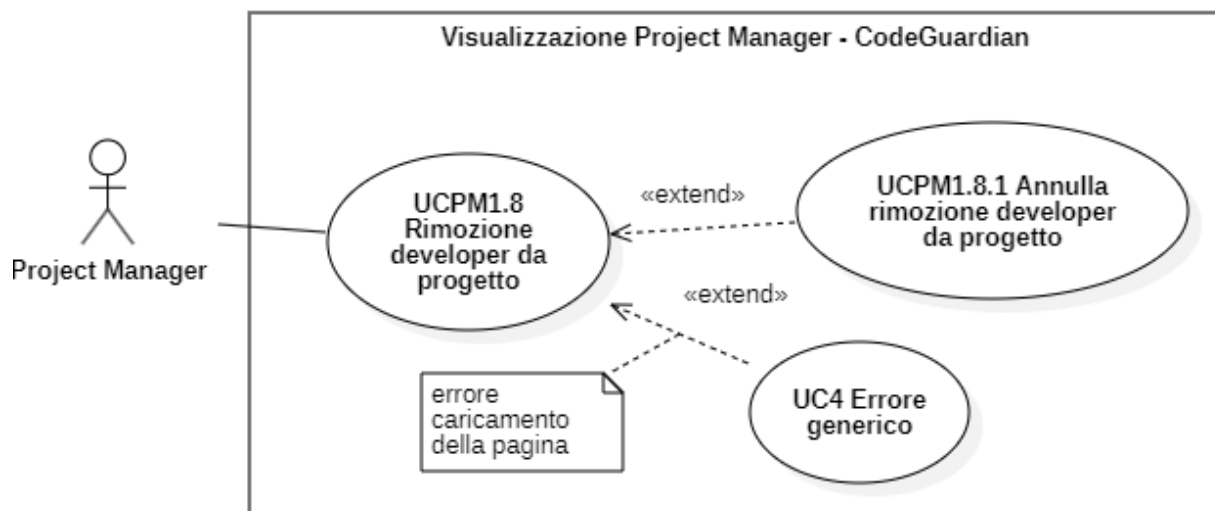 Visualizzazione Project Manager - CodeGuardian
Project Manager
UCPM1.8
Rimozione
developer da
progetto
«extend»
UCPM1.8.1 Annulla
rimozione developer
da progetto
«extend»
errore
caricamento
della pagina
UC4 Errore
generico